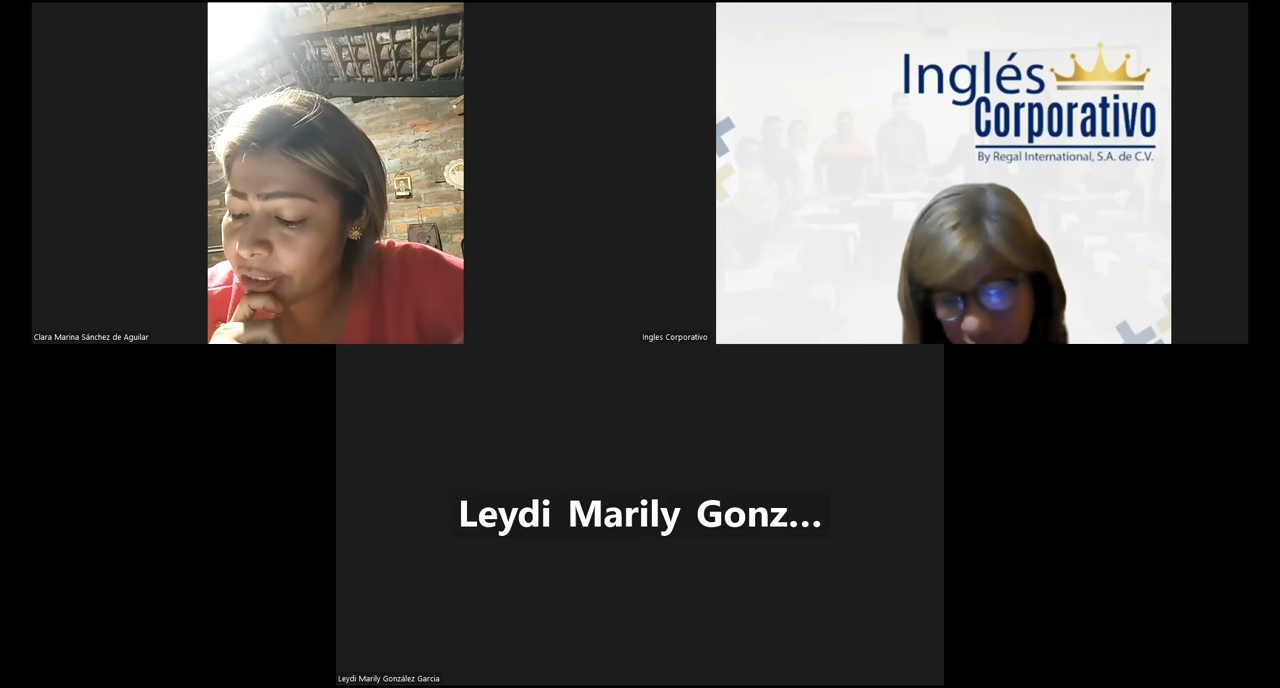 Inglés
Corporativo
By Regal International, S.A. de C.V.
Clara Marina Sánchez de Aguilar
Ingles Corporativo
Leydi Marily Gonz...
Leydi Marily González Garcia